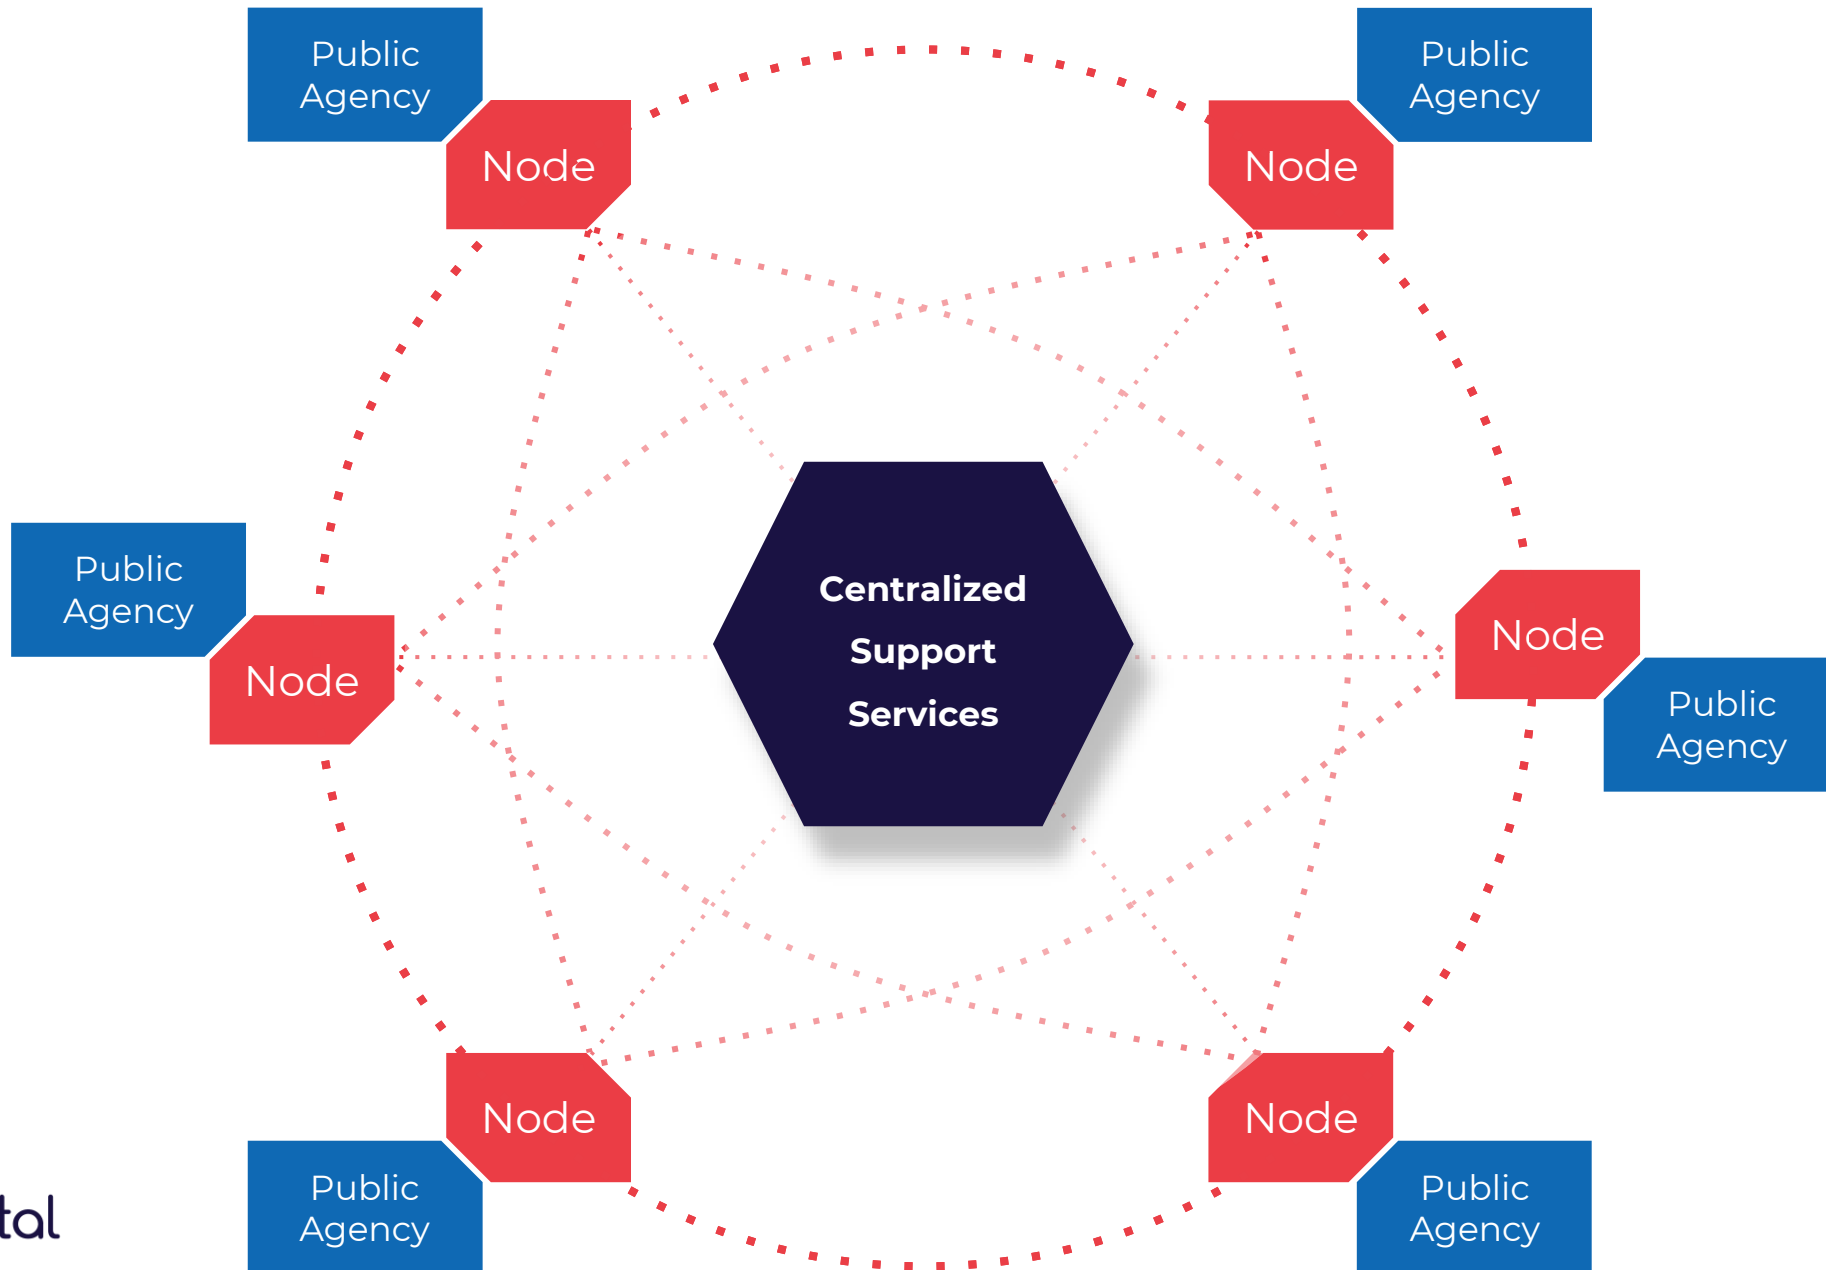 Public
Agency
Node
Public
Agency
Node
Public
Agency
Node
Centralized
Support
Services
Node
Public
Agency
Node
Public
Agency
Node
Public
Agency
tal